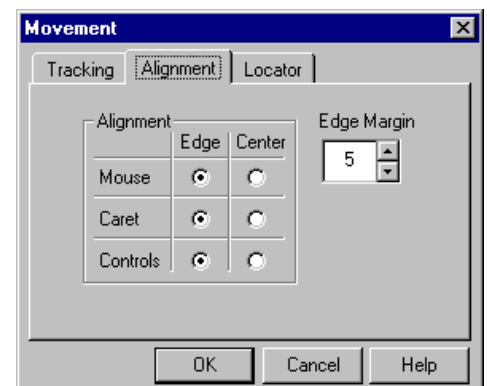 Movement
Tracking Alignment Locator
Alignment Edge Margin
Edge Center
5
Mouse
Caret
Controls
OK Cancel Help